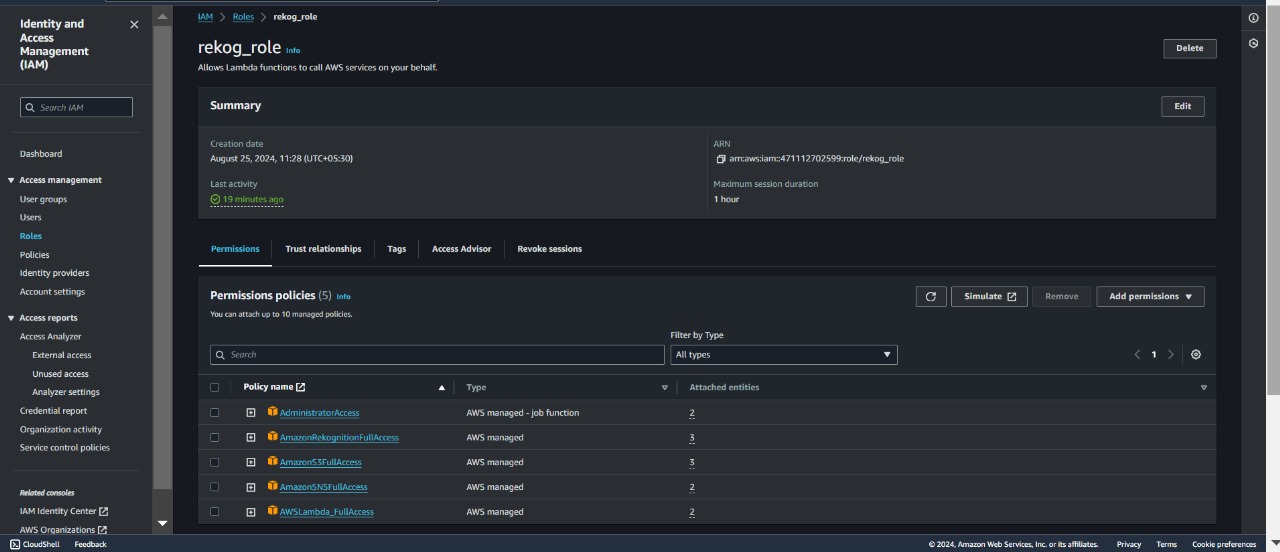 Identity and
Access
Management
(IAM)
Search IAM
Dashboard
Access management
User groups
Users
Roles
Policies
Identity providers
Account settings
Access reports
Access Analyzer
External access
Unused access
Analyzer settings
Credential report
Organization activity
Service control policies
Related consoles
IAM Identity Center
AWS Organizations
IAM > Roles > rekog_role
rekog_role Info
Delete
Allows Lambda functions to call AWS services on your behalf.
Summary
Edit
Creation date
August 25, 2024, 11:28 (UTC+05:30)
Last activity
19 minutes ago
ARN
arn:aws:iam::471112702599:role/rekog_role
Maximum session duration
1 hour
Permissions Trust relationships Tags Access Advisor Revoke sessions
Permissions policies (5) Info
Simulate Remove Add permissions
You can attach up to 10 managed policies.
Filter by Type
Search All types 1
Policy name Type Attached entities
AdministratorAccess AWS managed - job function 2
AmazonRekognitionFullAccess AWS managed 3
AmazonS3FullAccess AWS managed 3
AmazonSNSFullAccess AWS managed 2
AWSLambda_FullAccess AWS managed 2
CloudShell Feedback © 2024, Amazon Web Services, Inc. or its affiliates. Privacy Terms Cookie preferences